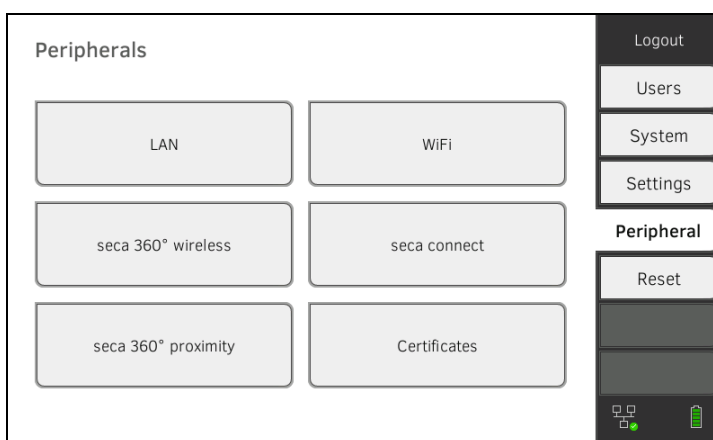 Peripherals
LAN
WiFi
seca 360° wireless
seca connect
seca 360° proximity
Certificates
Logout
Users
System
Settings
Peripheral
Reset